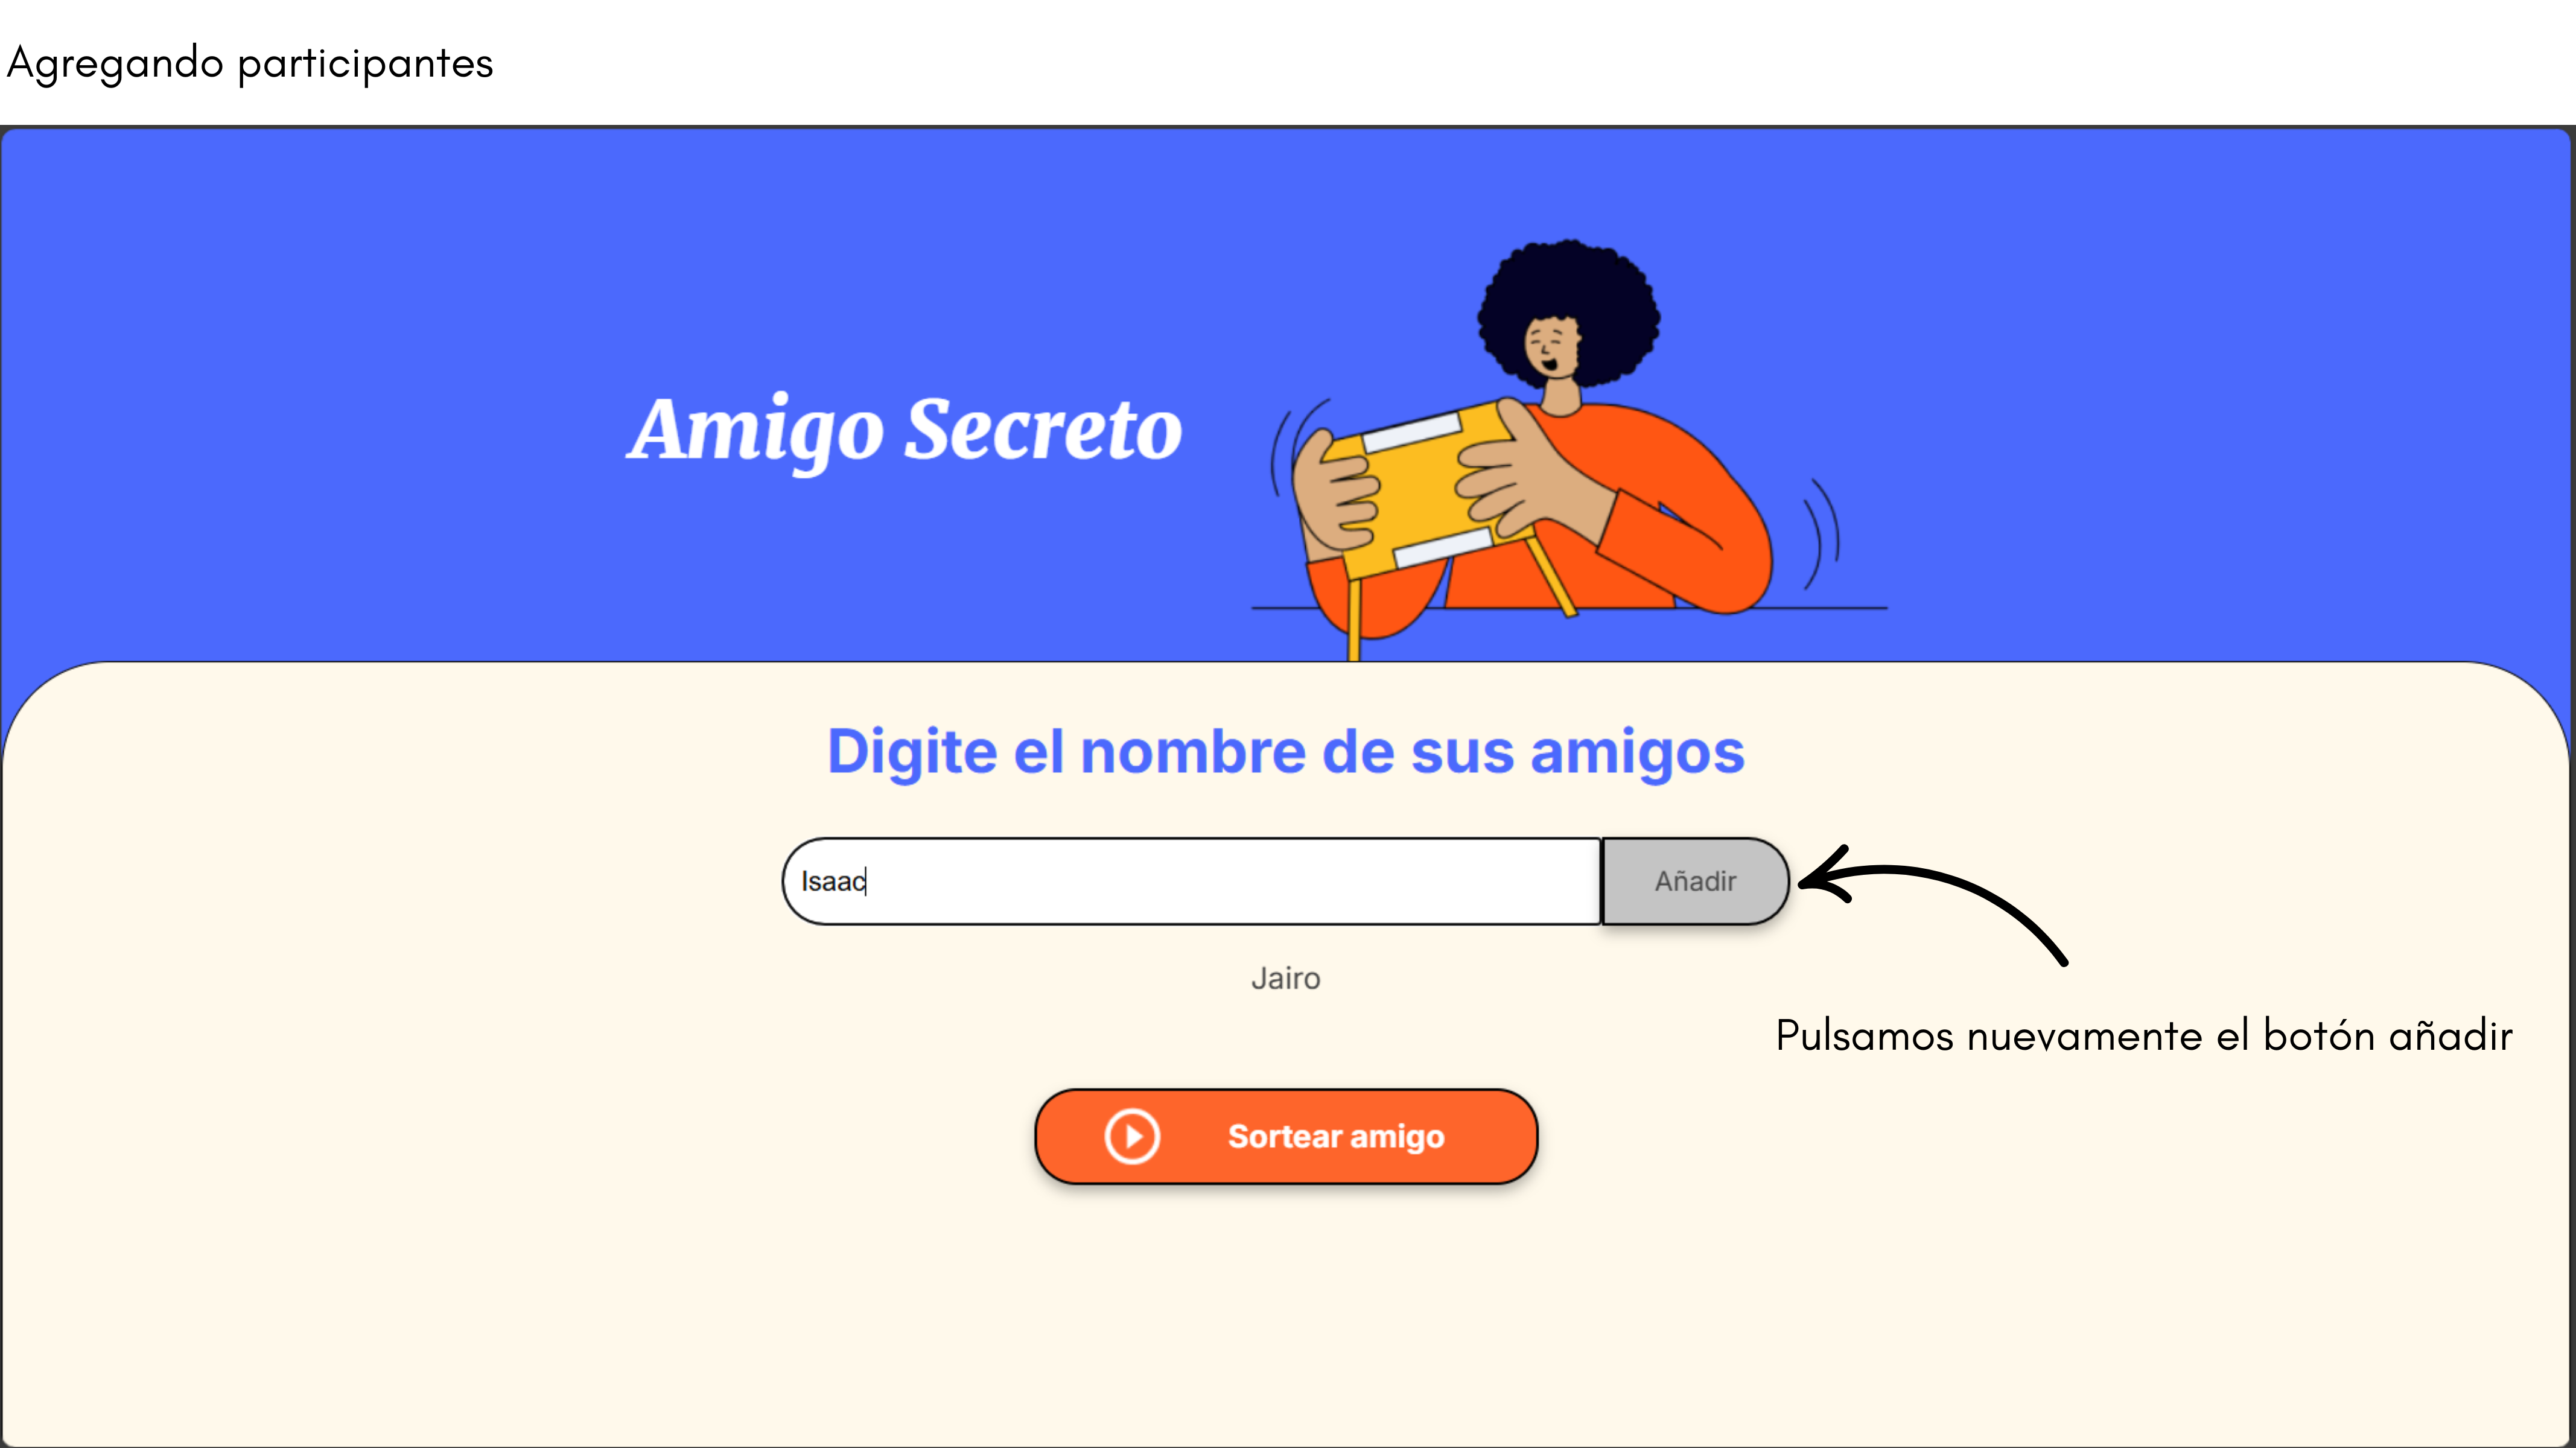 Agregando participantes
Amigo Secreto
Digite el nombre de sus amigos
Isaac
Añadir
Jairo
Pulsamos nuevamente el botón añadir
Sortear amigo